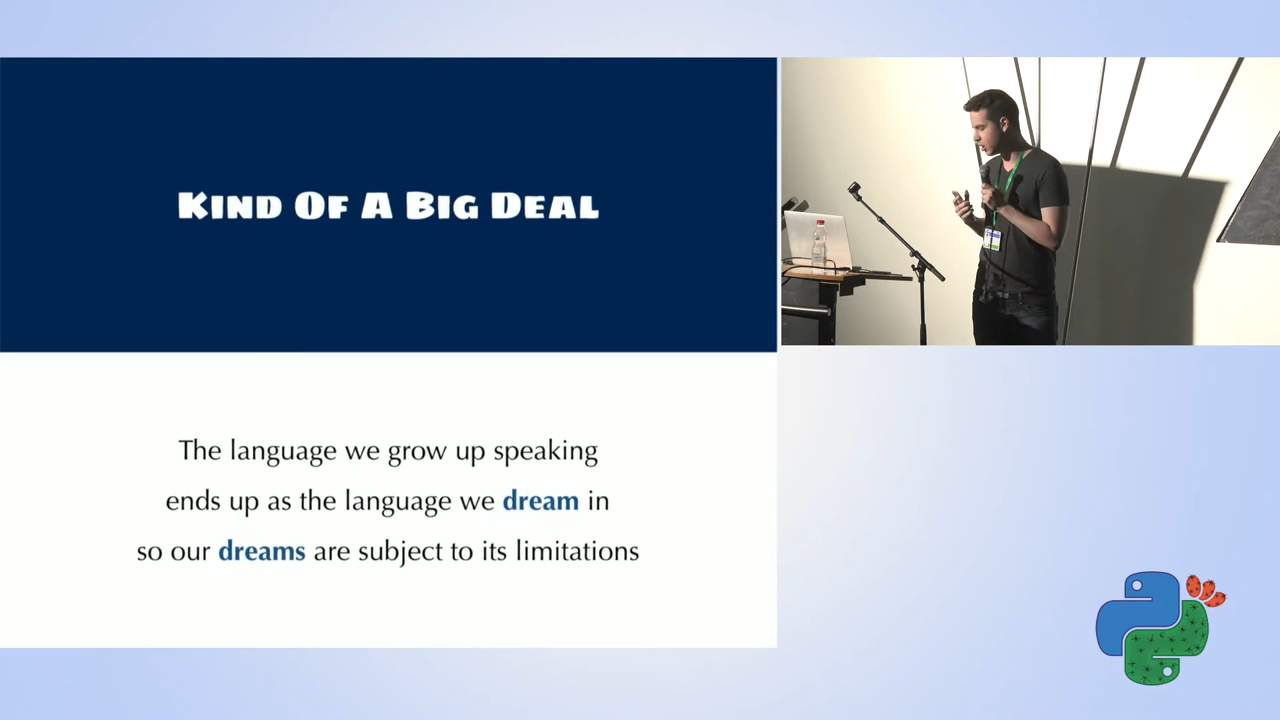 Kind Of A Big Deal
The language we grow up speaking
ends up as the language we dream in
so our dreams are subject to its limitations